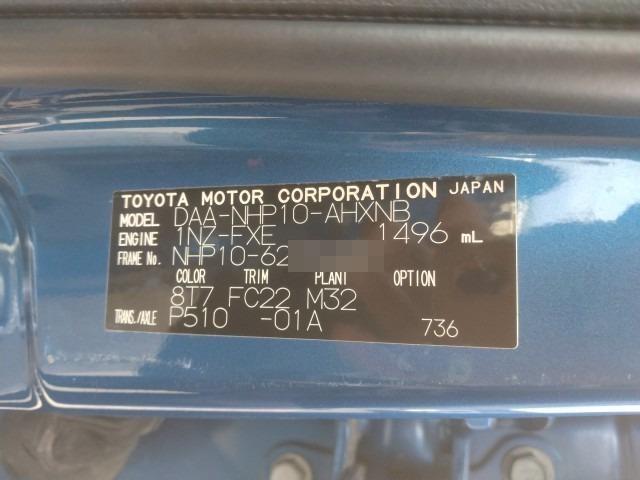 TOYOTA MOTOR CORPORATION JAPAN
MODEL DAA-NHP10-AHXNB
ENGINE 1NZ-FXE 1496 mL
FRAME No. NHP10-62
COLOR TRIM PLANT OPTION
8T7 FC22 M32
TRANS./AXLE P510 -01A 736